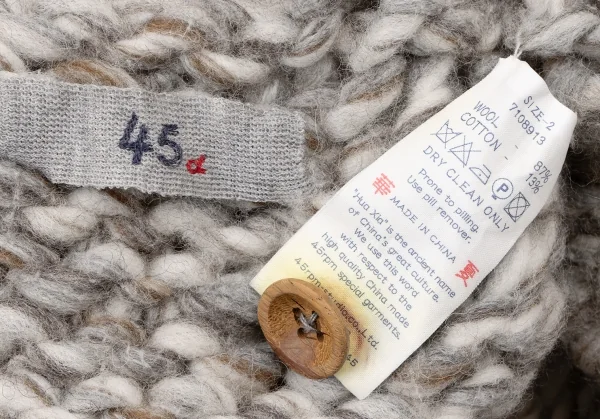 45
R
SIZE-2
7108913
WOOL - 87%
COTTON - 13%
DRY CLEAN ONLY
Prone to pilling.
Use pill remover.
華 MADE IN CHINA 夏
"Hua Xia" is the ancient name
of China's great culture.
We use this word
with respect to the
high quality China made
45rpm special garments.
45rpm studio co.,Ltd.